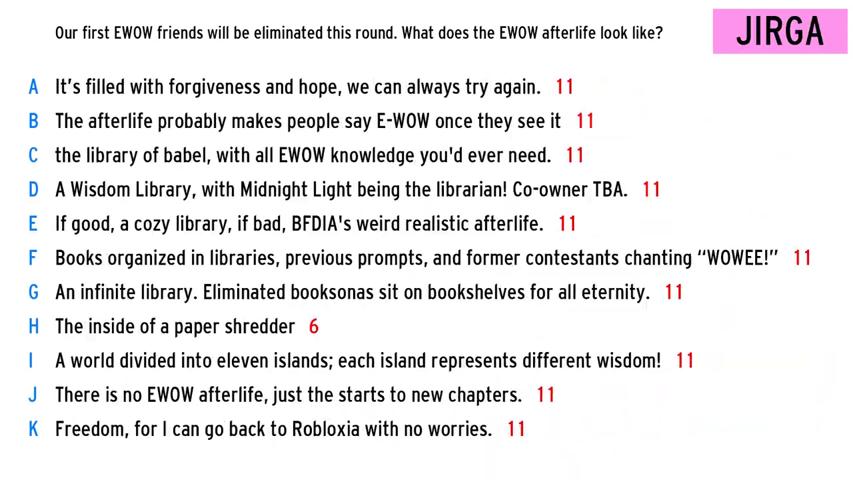 Our first EWOW friends will be eliminated this round. What does the EWOW afterlife look like?
JIRGA
A It's filled with forgiveness and hope, we can always try again. 11
B The afterlife probably makes people say E-WOW once they see it 11
C the library of babel, with all EWOW knowledge you'd ever need. 11
D A Wisdom Library, with Midnight Light being the librarian! Co-owner TBA. 11
E If good, a cozy library, if bad, BFDIA's weird realistic afterlife. 11
F Books organized in libraries, previous prompts, and former contestants chanting “WOWEE!” 11
G An infinite library. Eliminated booksonas sit on bookshelves for all eternity. 11
H The inside of a paper shredder 6
I A world divided into eleven islands; each island represents different wisdom! 11
J There is no EWOW afterlife, just the starts to new chapters. 11
K Freedom, for I can go back to Robloxia with no worries. 11